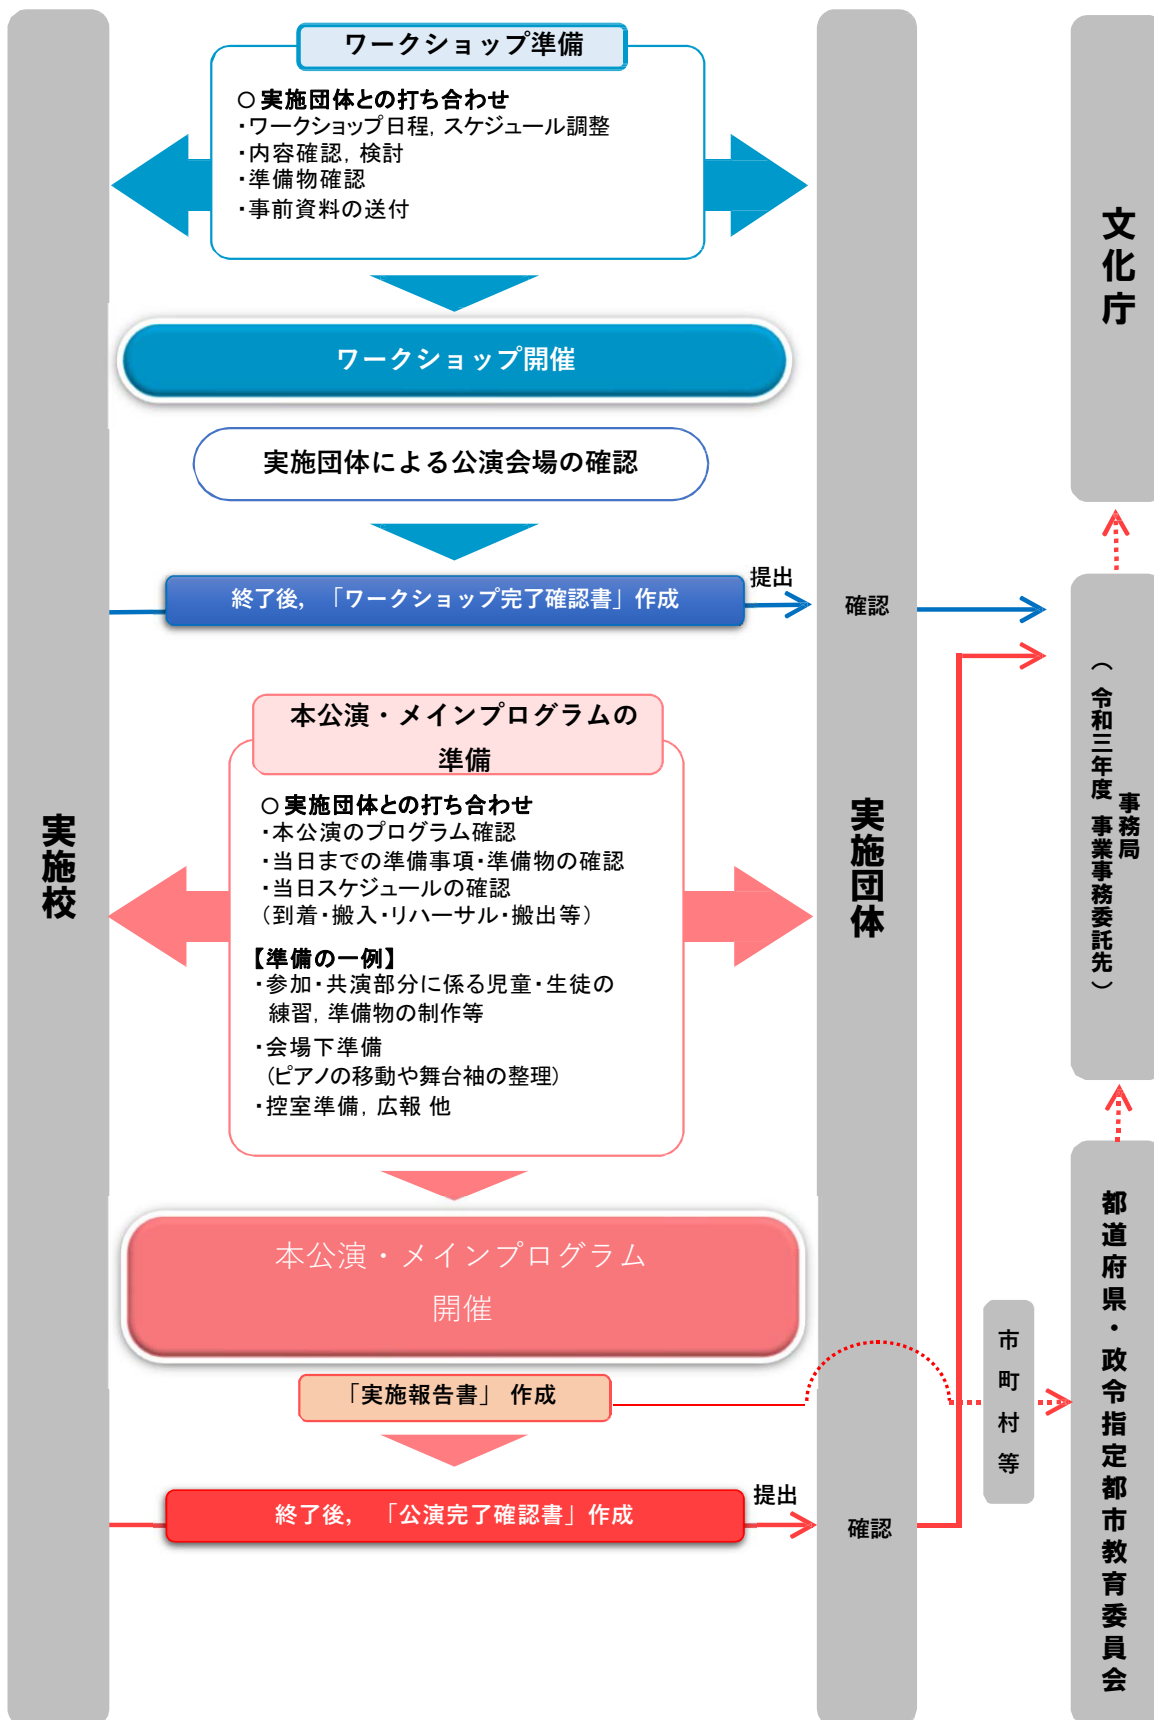 ワークショップ準備
○ 実施団体との打ち合わせ
・ワークショップ日程, スケジュール調整
・内容確認, 検討
・準備物確認
・事前資料の送付
ワークショップ開催
実施団体による公演会場の確認
終了後, 「ワークショップ完了確認書」作成
提出
確認
本公演・メインプログラムの
準備
○ 実施団体との打ち合わせ
・本公演のプログラム確認
・当日までの準備事項・準備物の確認
・当日スケジュールの確認
(到着・搬入・リハーサル・搬出等)
【準備の一例】
・参加・共演部分に係る児童・生徒の
練習, 準備物の制作等
・会場下準備
(ピアノの移動や舞台袖の整理)
・控室準備, 広報 他
本公演・メインプログラム
開催
「実施報告書」 作成
終了後, 「公演完了確認書」作成
提出
確認
実施校
実施団体
文化庁
事務局
(令和三年度 事業事務委託先)
市町村等
都道府県・政令指定都市教育委員会